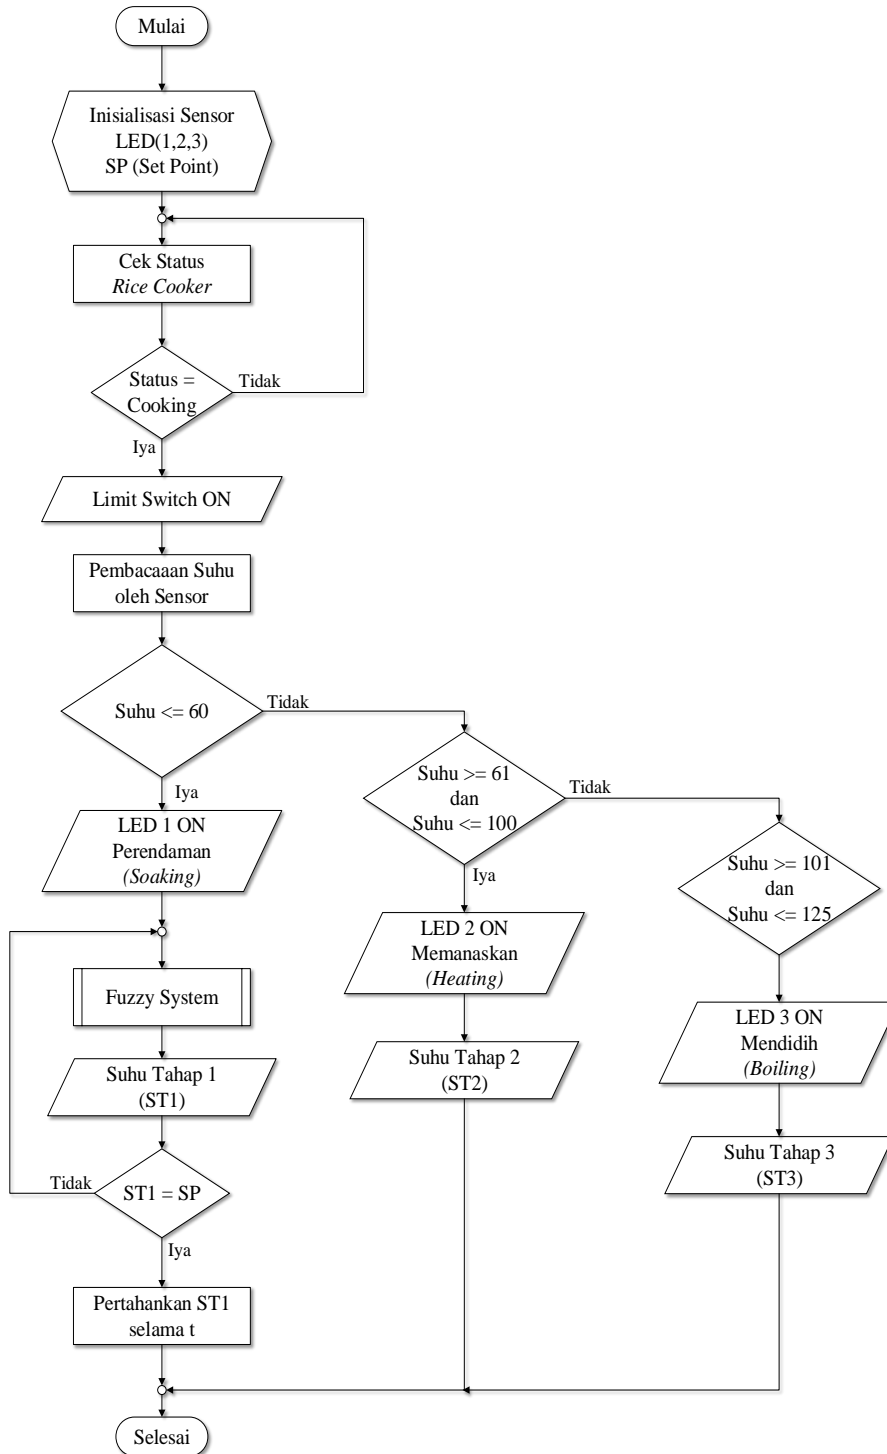 Mulai
Inisialisasi Sensor
LED(1,2,3)
SP (Set Point)
Cek Status
Rice Cooker
Status =
Cooking
Tidak
Iya
Limit Switch ON
Pembacaaan Suhu
oleh Sensor
Suhu <= 60
Tidak
Iya
LED 1 ON
Perendaman
(Soaking)
Fuzzy System
Suhu Tahap 1
(ST1)
ST1 = SP
Tidak
Iya
Pertahankan ST1
selama t
Suhu >= 61
dan
Suhu <= 100
Tidak
Iya
LED 2 ON
Memanaskan
(Heating)
Suhu Tahap 2
(ST2)
Suhu >= 101
dan
Suhu <= 125
LED 3 ON
Mendidih
(Boiling)
Suhu Tahap 3
(ST3)
Selesai